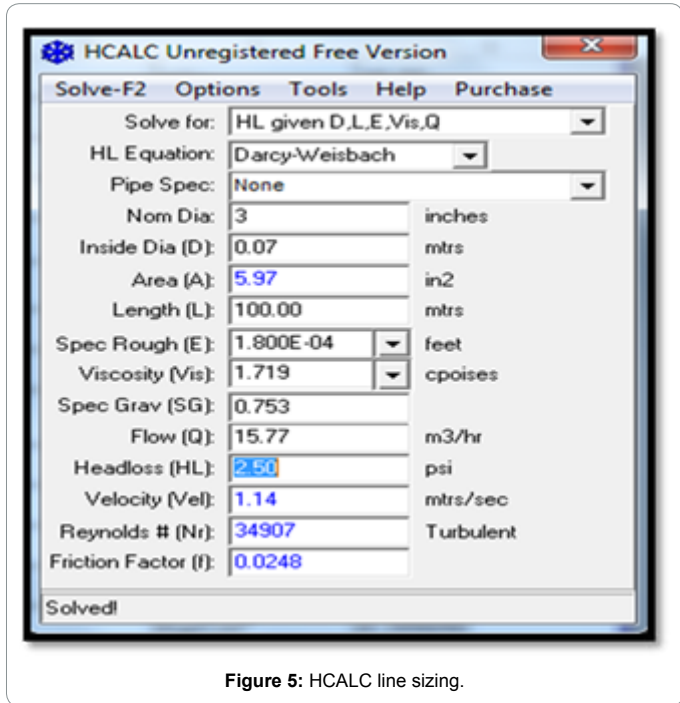 HCALC Unregistered Free Version
Solve-F2 Options Tools Help Purchase
Solve for: HL given D,L,E,Vis,Q
HL Equation: Darcy-Weisbach
Pipe Spec: None
Nom Dia: 3 inches
Inside Dia (D): 0.07 mtrs
Area (A): 5.97 in2
Length (L): 100.00 mtrs
Spec Rough (E): 1.800E-04 feet
Viscosity (Vis): 1.719 cpoises
Spec Grav (SG): 0.753
Flow (Q): 15.77 m3/hr
Headloss (HL): 2.50 psi
Velocity (Vel): 1.14 mtrs/sec
Reynolds # (Nr): 34907 Turbulent
Friction Factor (f): 0.0248
Solved!
Figure 5: HCALC line sizing.